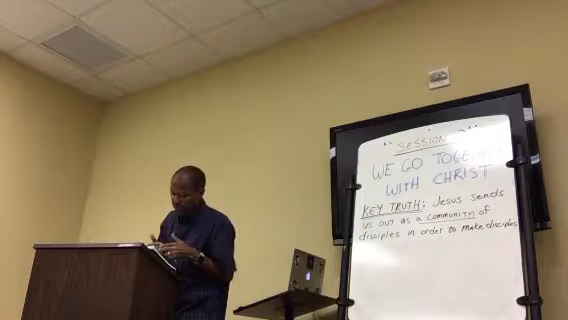 "SESSION
WE GO TOGETHER
WITH CHRIST
KEY TRUTH: Jesus sends
us out as a community of
disciples in order to make disciples